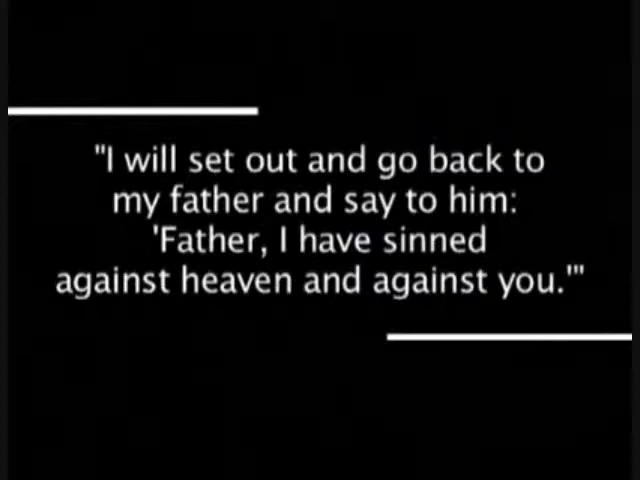 "I will set out and go back to
my father and say to him:
'Father, I have sinned
against heaven and against you.'"